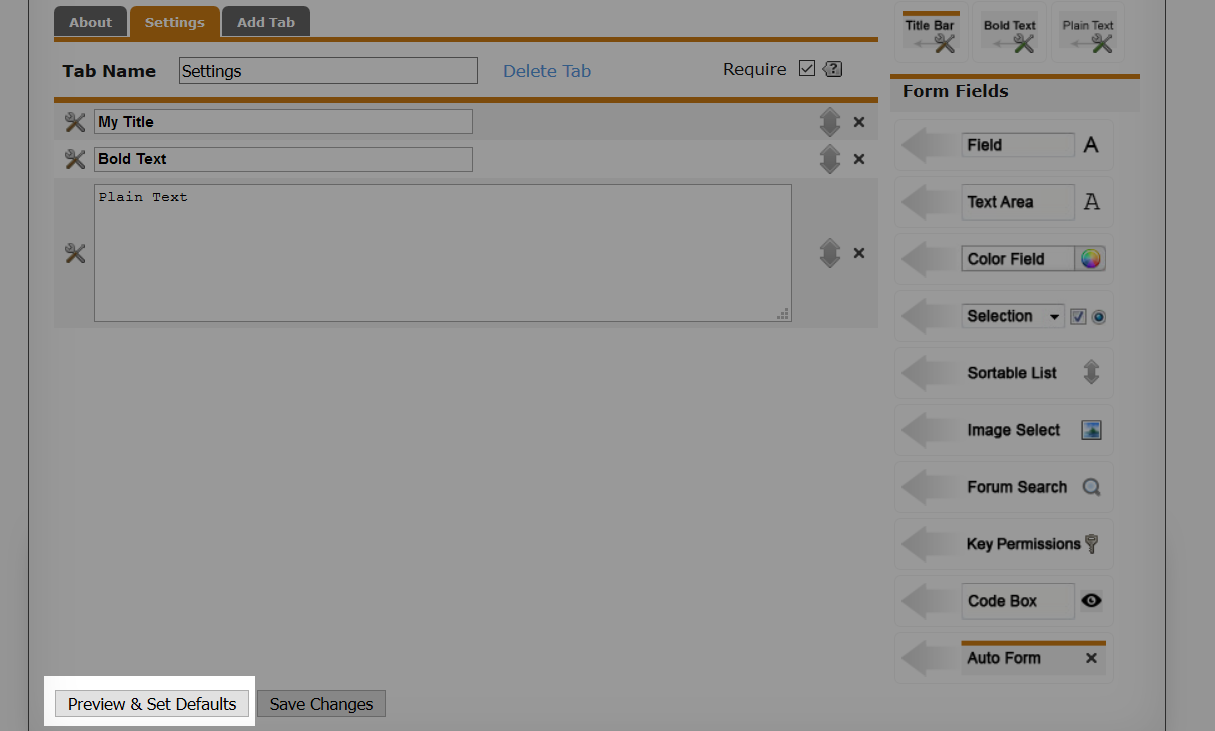 About Settings Add Tab
Title Bar Bold Text Plain Text
Tab Name Settings Delete Tab Require ?
My Title
Bold Text
Plain Text
Form Fields
Field A
Text Area A
Color Field
Selection
Sortable List
Image Select
Forum Search
Key Permissions
Code Box
Auto Form
Preview & Set Defaults Save Changes